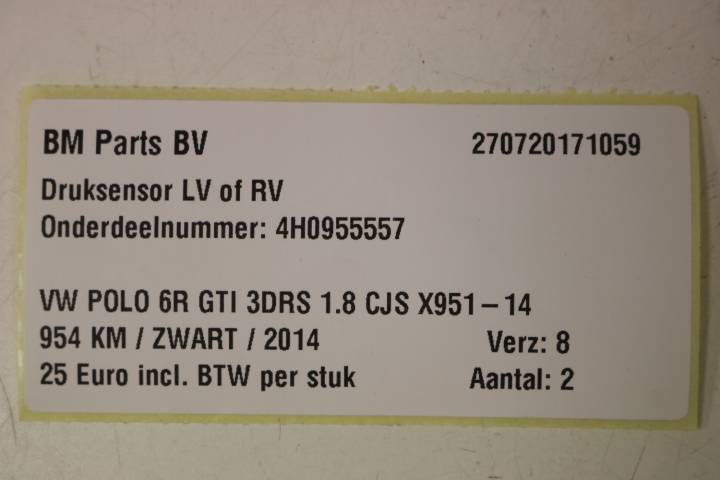 BM Parts BV 270720171059
Druksensor LV of RV
Onderdeelnummer: 4H0955557
VW POLO 6R GTI 3DRS 1.8 CJS X951-14
954 KM / ZWART / 2014 Verz: 8
25 Euro incl. BTW per stuk Aantal: 2